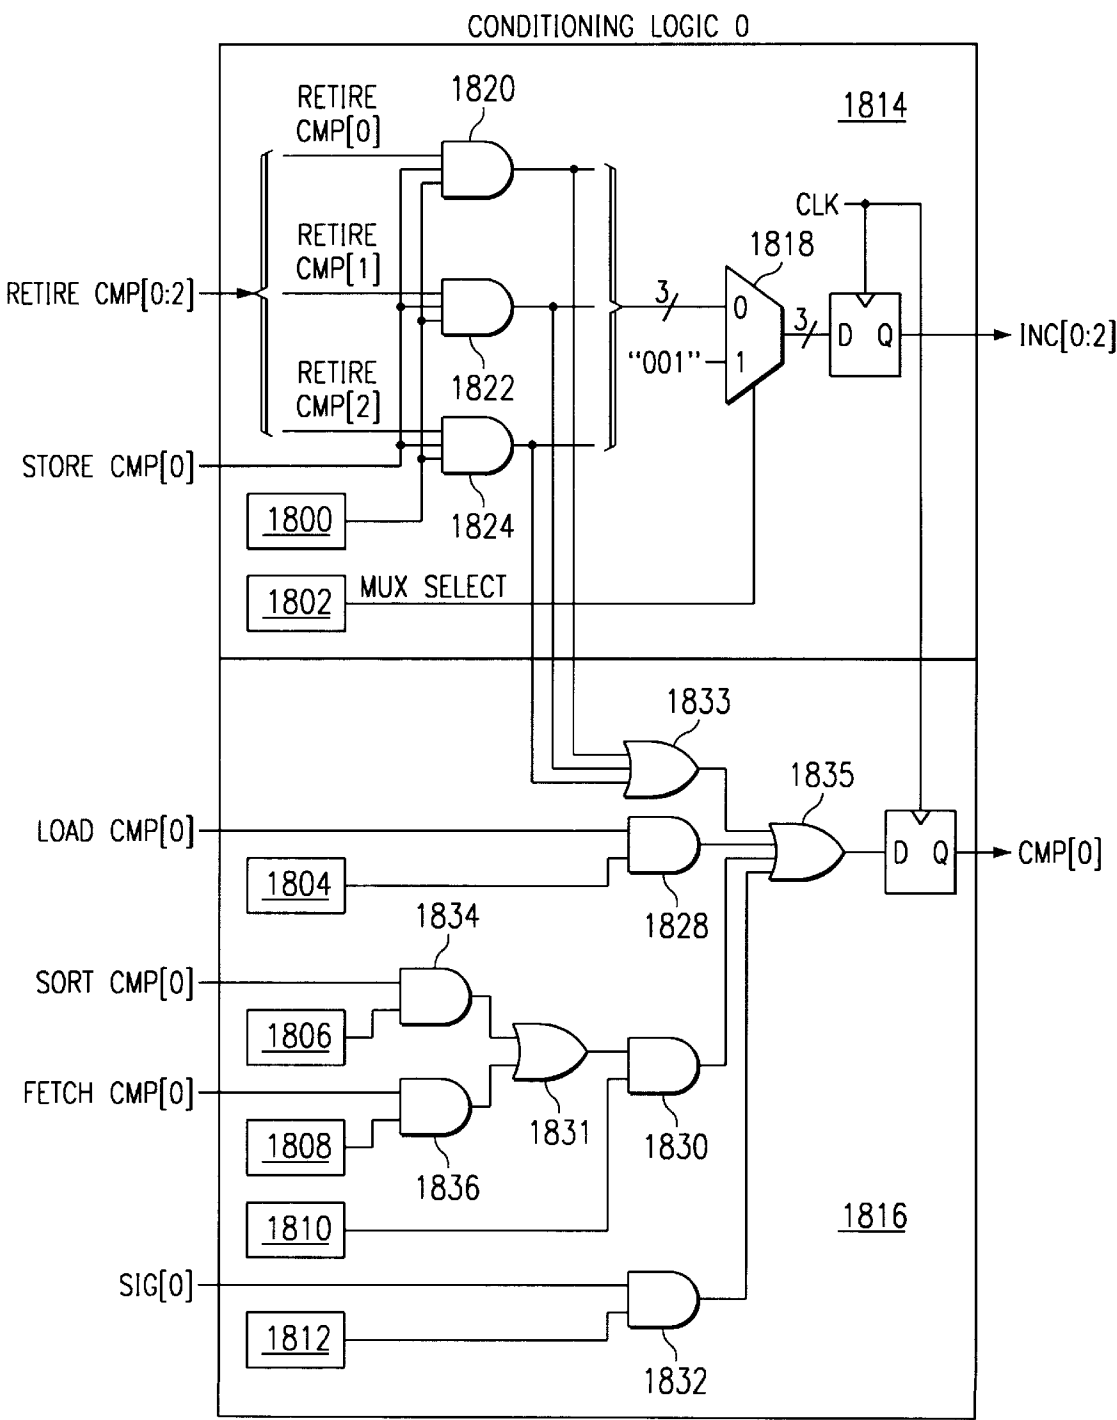 CONDITIONING LOGIC 0
1820
RETIRE
CMP[0]
1814
CLK
RETIRE
CMP[1]
1818
RETIRE CMP[0:2]
3
0
3
D Q
INC[0:2]
"001"
1
1822
RETIRE
CMP[2]
STORE CMP[0]
1800
1824
1802
MUX SELECT
1833
1835
LOAD CMP[0]
D Q
CMP[0]
1804
1828
1834
SORT CMP[0]
1806
FETCH CMP[0]
1831
1830
1808
1836
1810
1816
SIG[0]
1812
1832